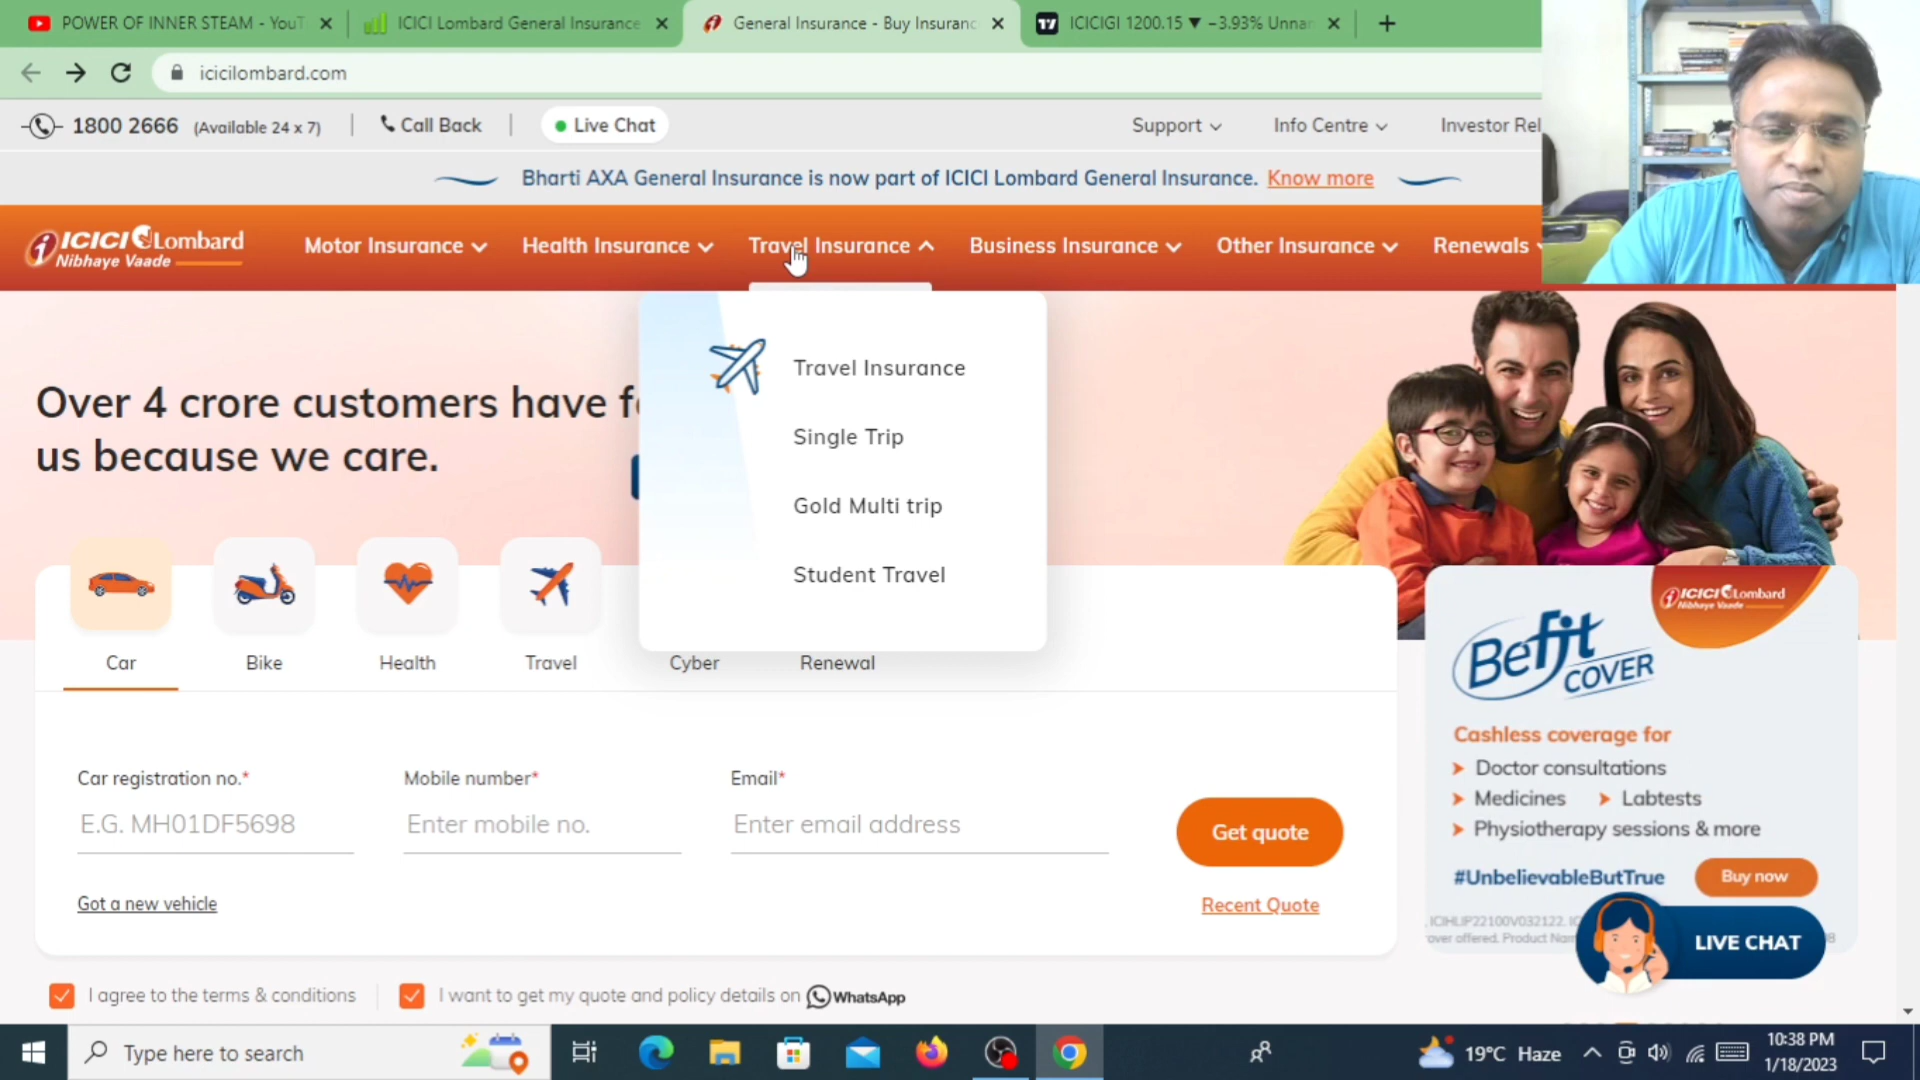 POWER OF INNER STEAM - YouT
ICICI Lombard General Insurance
General Insurance - Buy Insuranc
ICICIGI 1200.15 ▼ −3.93% Unnan
icicilombard.com
1800 2666 (Available 24 x 7)
Call Back
Live Chat
Support
Info Centre
Investor Rel
Bharti AXA General Insurance is now part of ICICI Lombard General Insurance. Know more
ICICI Lombard
Nibhaye Vaade
Motor Insurance
Health Insurance
Travel Insurance
Business Insurance
Other Insurance
Renewals
Travel Insurance
Single Trip
Gold Multi trip
Student Travel
Over 4 crore customers have f
us because we care.
Car
Bike
Health
Travel
Cyber
Renewal
Car registration no.*
Mobile number*
Email*
E.G. MH01DF5698
Enter mobile no.
Enter email address
Get quote
Got a new vehicle
Recent Quote
I agree to the terms & conditions
I want to get my quote and policy details on WhatsApp
ICICI Lombard
Nibhaye Vaade
Befit
COVER
Cashless coverage for
Doctor consultations
Medicines
Labtests
Physiotherapy sessions & more
#UnbelievableButTrue
Buy now
LIVE CHAT
Type here to search
19°C Haze
10:38 PM
1/18/2023